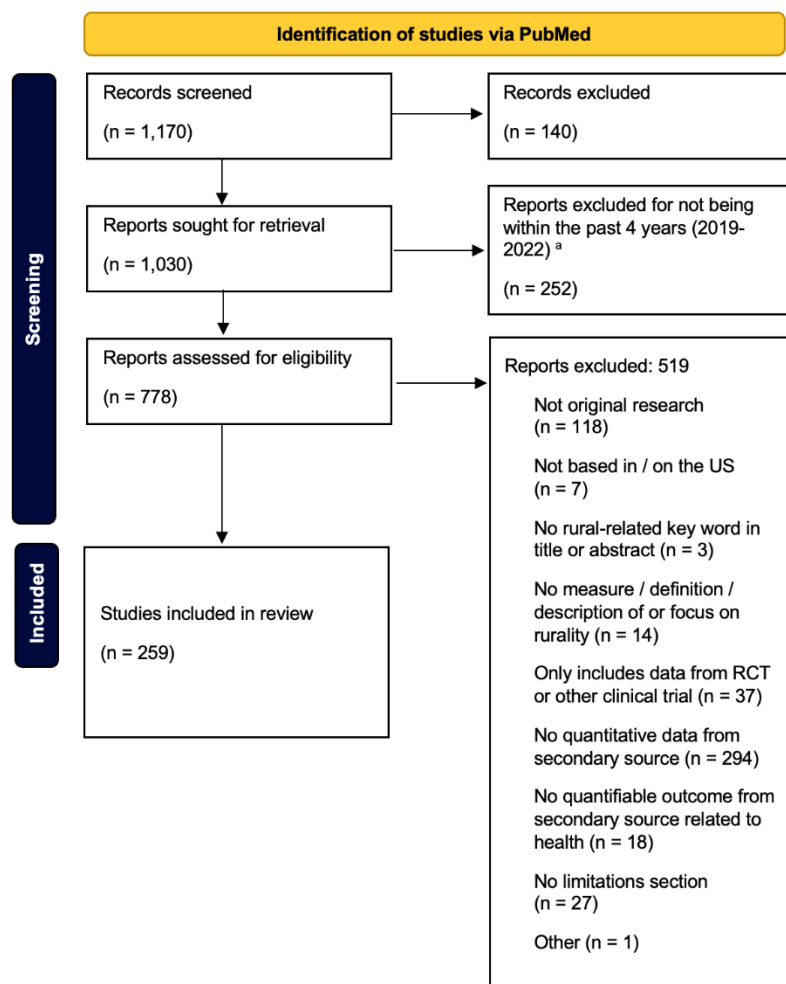 Identification of studies via PubMed
Screening
Records screened
(n = 1,170)
Records excluded
(n = 140)
Reports sought for retrieval
(n = 1,030)
Reports excluded for not being
within the past 4 years (2019-
2022) a
(n = 252)
Reports assessed for eligibility
(n = 778)
Reports excluded: 519
Not original research
(n = 118)
Not based in / on the US
(n = 7)
No rural-related key word in
title or abstract (n = 3)
No measure / definition /
description of or focus on
rurality (n = 14)
Only includes data from RCT
or other clinical trial (n = 37)
No quantitative data from
secondary source (n = 294)
No quantifiable outcome from
secondary source related to
health (n = 18)
No limitations section
(n = 27)
Other (n = 1)
Included
Studies included in review
(n = 259)